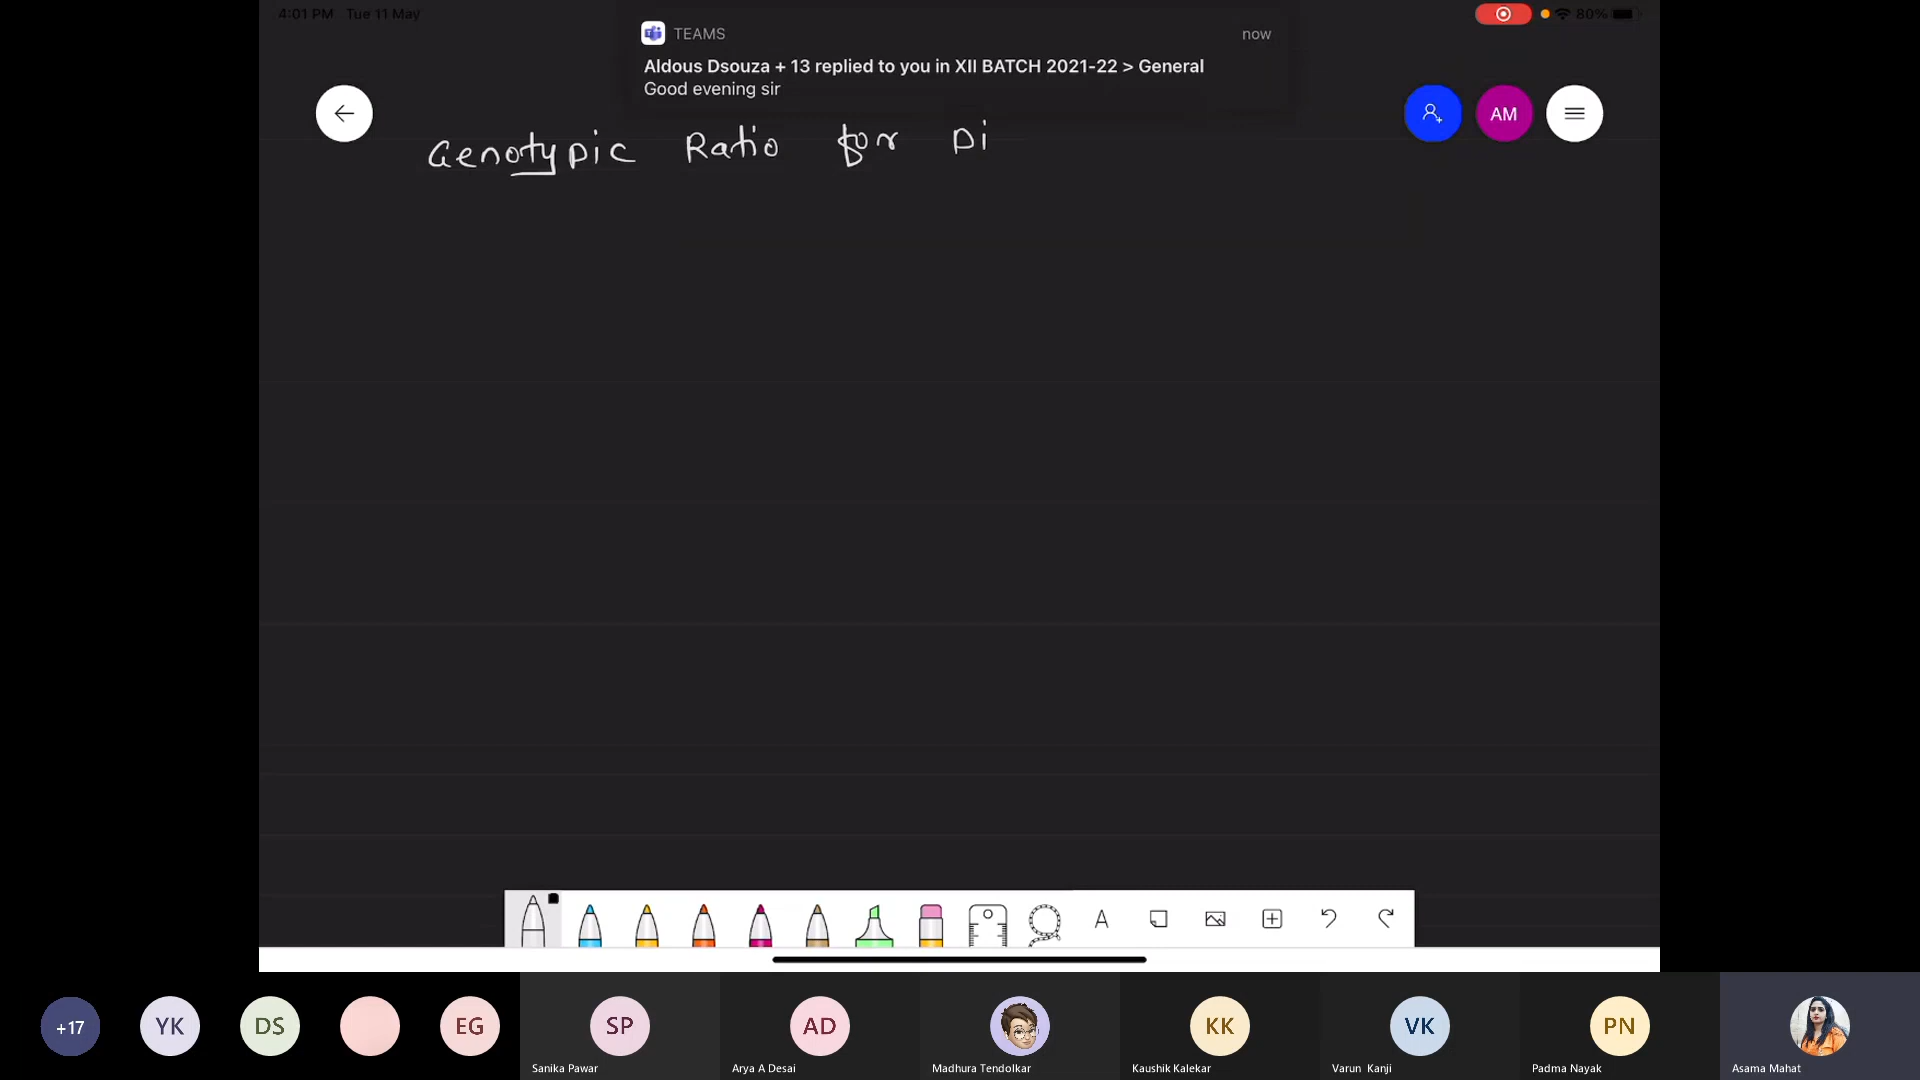 4:01 PM Tue 11 May
80%
TEAMS
now
Aldous Dsouza + 13 replied to you in XII BATCH 2021-22 > General
Good evening sir
AM
Genotypic Ratio for Di
A
+17
YK
DS
EG
SP
AD
KK
VK
PN
Sanika Pawar
Arya A Desai
Madhura Tendolkar
Kaushik Kalekar
Varun Kanji
Padma Nayak
Asama Mahat